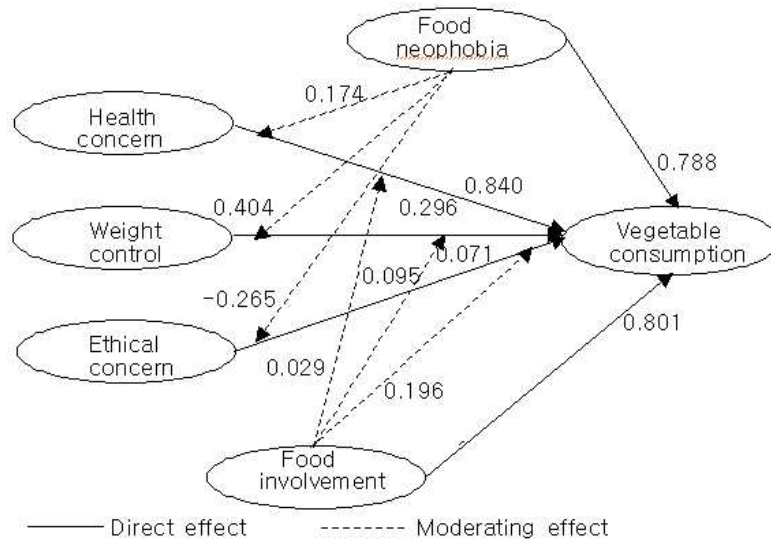 Food
neophobia
0.174
Health
concern
0.788
0.840
0.404
0.296
Weight
control
Vegetable
consumption
0.071
0.095
-0.265
0.801
Ethical
concern
0.029
0.196
Food
involvement
Direct effect
Moderating effect